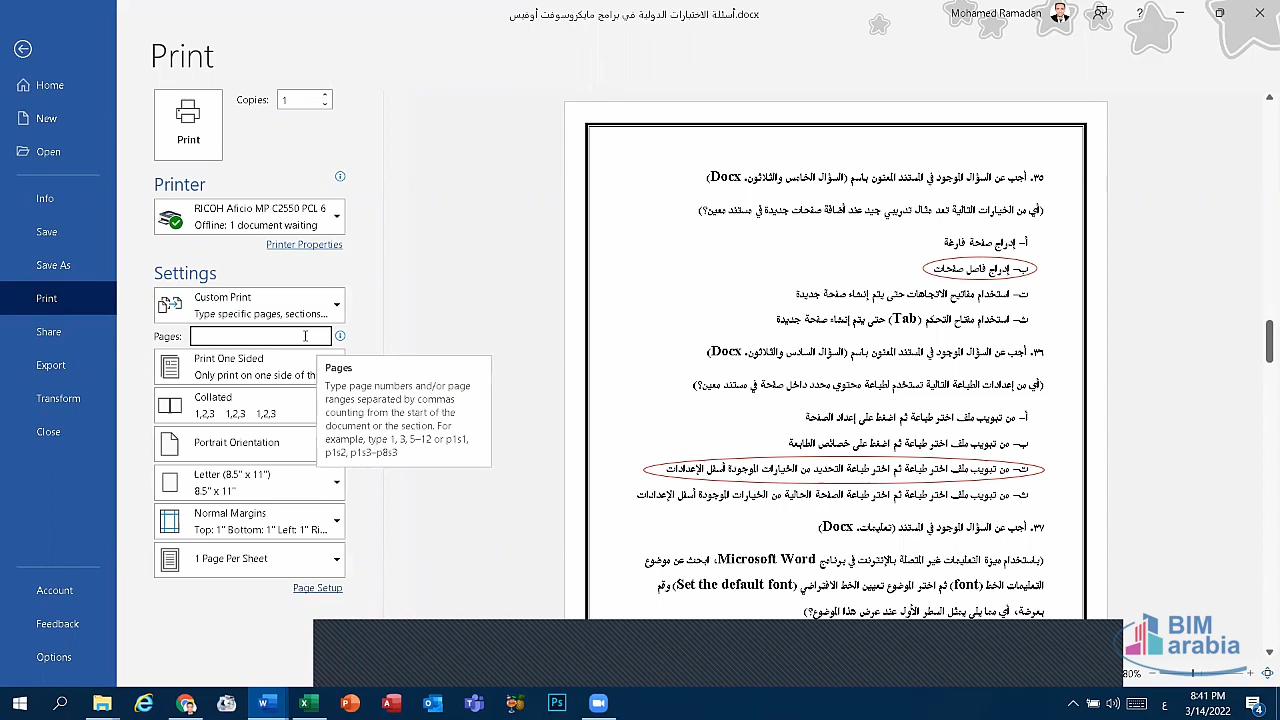 أسئلة الاختبارات الدولية في برامج مايكروسوفت أوفيس.docx
Mohamed Ramadan
?
Print
Home
New
Open
Info
Save
Save As
Print
Share
Export
Transform
Close
Account
Feedback
Options
Print
Copies: 1
Printer
RICOH Aficio MP C2550 PCL 6
Offline: 1 document waiting
Printer Properties
Settings
Custom Print
Type specific pages, sections...
Pages:
Print One Sided
Only print on one side of th
Collated
1,2,3 1,2,3 1,2,3
Portrait Orientation
Letter (8.5" x 11")
8.5" x 11"
Normal Margins
Top: 1" Bottom: 1" Left: 1" Ri...
1 Page Per Sheet
Page Setup
Pages
Type page numbers and/or page
ranges separated by commas
counting from the start of the
document or the section. For
example, type 1, 3, 5–12 or p1s1,
p1s2, p1s3–p8s3
٣٥. أجب عن السؤال الموجود في المستند المعنون باسم (السؤال الخامس والثلاثون. Docx)
(أي من الخيارات التالية تعد مثال تدريبي جيد عند أضافة صفحات جديدة في مستند معين؟)
أ– إدراج صفحة فارغة
ب– إدراج فاصل صفحات
ت– استخدام مفاتيح الاتجاهات حتى يتم إنشاء صفحة جديدة
ث– استخدام مفتاح التحكم (Tab) حتى يتم إنشاء صفحة جديدة
٣٦. أجب عن السؤال الموجود في المستند المعنون باسم (السؤال السادس والثلاثون. Docx)
(أي من إعدادات الطباعة التالية تستخدم لطباعة محتوي محدد داخل صفحة في مستند معين؟)
أ– من تبويب ملف اختر طباعة ثم اضغط على إعداد الصفحة
ب– من تبويب ملف اختر طباعة ثم اضغط على خصائص الطابعة
ت– من تبويب ملف اختر طباعة ثم اختر طباعة التحديد من الخيارات الموجودة أسفل الإعدادات
ث– من تبويب ملف اختر طباعة ثم اختر طباعة الصفحة الحالية من الخيارات الموجودة أسفل الإعدادات
٣٧. أجب عن السؤال الموجود في المستند (تعليمات. Docx)
(باستخدام ميزة التعليمات غير المتصلة بالإنترنت في برنامج Microsoft Word، ابحث عن موضوع
التعليمات الخط (font) ثم اختر الموضوع تعيين الخط الافتراضي (Set the default font) وقم
بعرضه، أي مما يلي يمثل السطر الأول عند عرض هذا الموضوع؟)
BIM
arabia
80%
8:41 PM
3/14/2022
ع
4